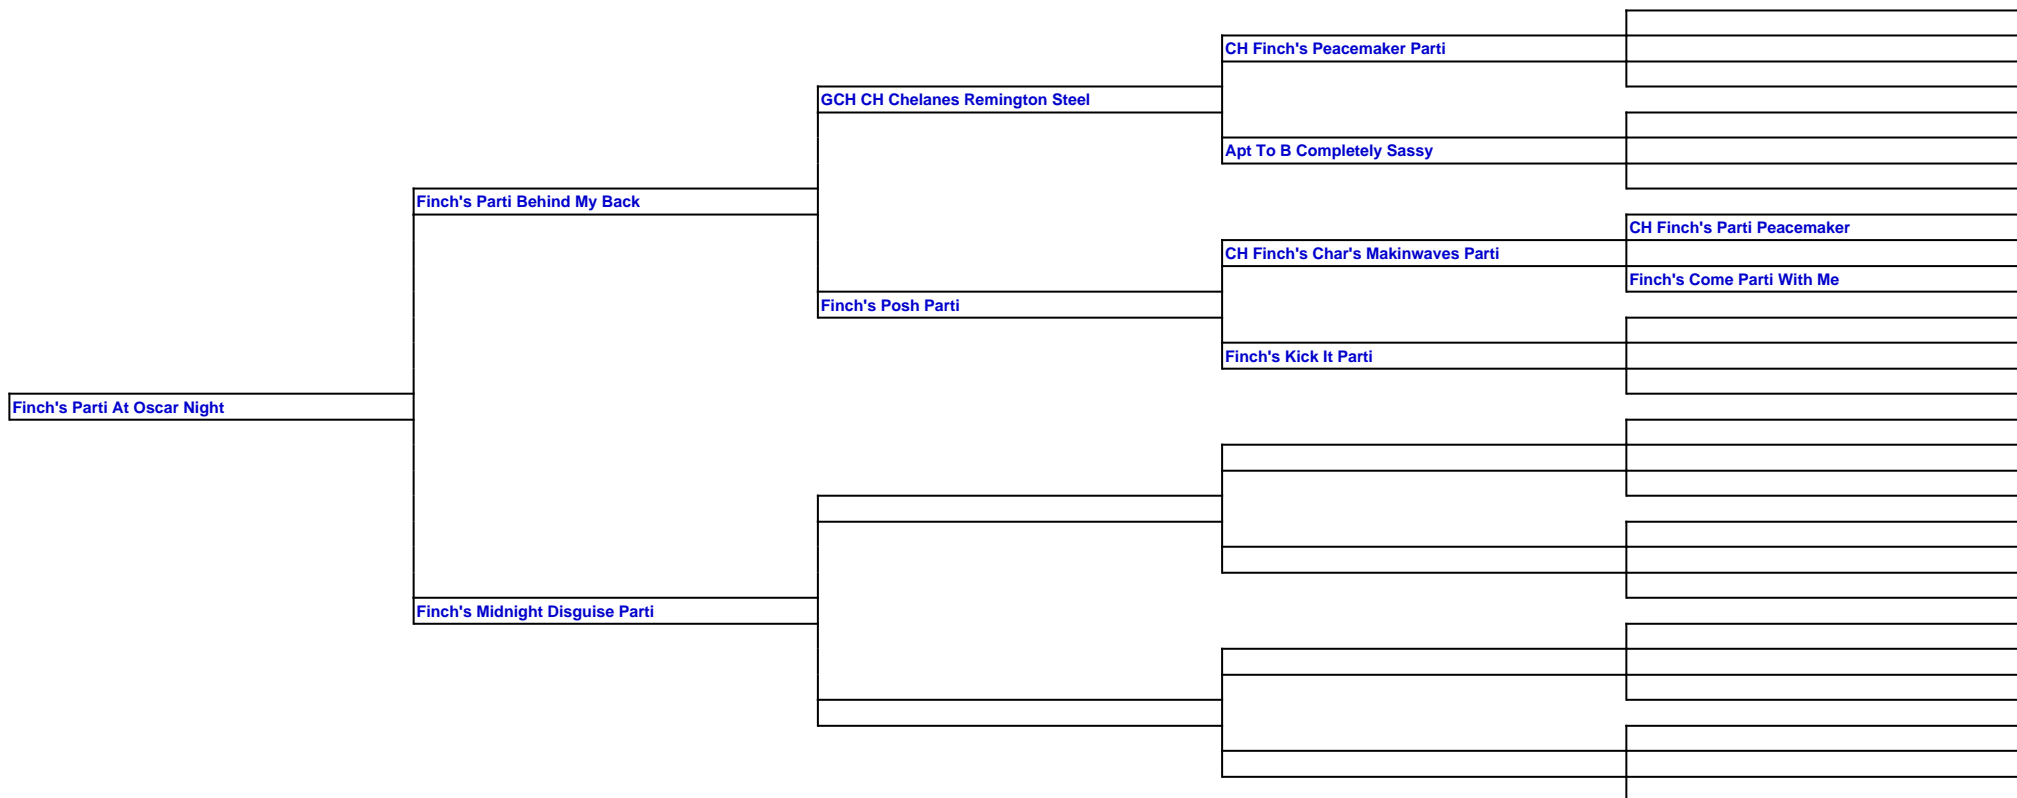 CH Finch's Peacemaker Parti
GCH CH Chelanes Remington Steel
Apt To B Completely Sassy
Finch's Parti Behind My Back
CH Finch's Parti Peacemaker
CH Finch's Char's Makinwaves Parti
Finch's Come Parti With Me
Finch's Posh Parti
Finch's Kick It Parti
Finch's Parti At Oscar Night
Finch's Midnight Disguise Parti